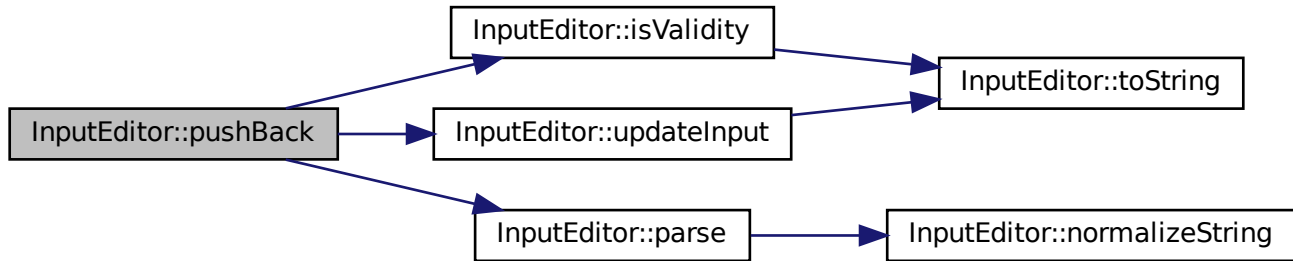 InputEditor::isValidity
InputEditor::toString
InputEditor::pushBack
InputEditor::updateInput
InputEditor::parse
InputEditor::normalizeString